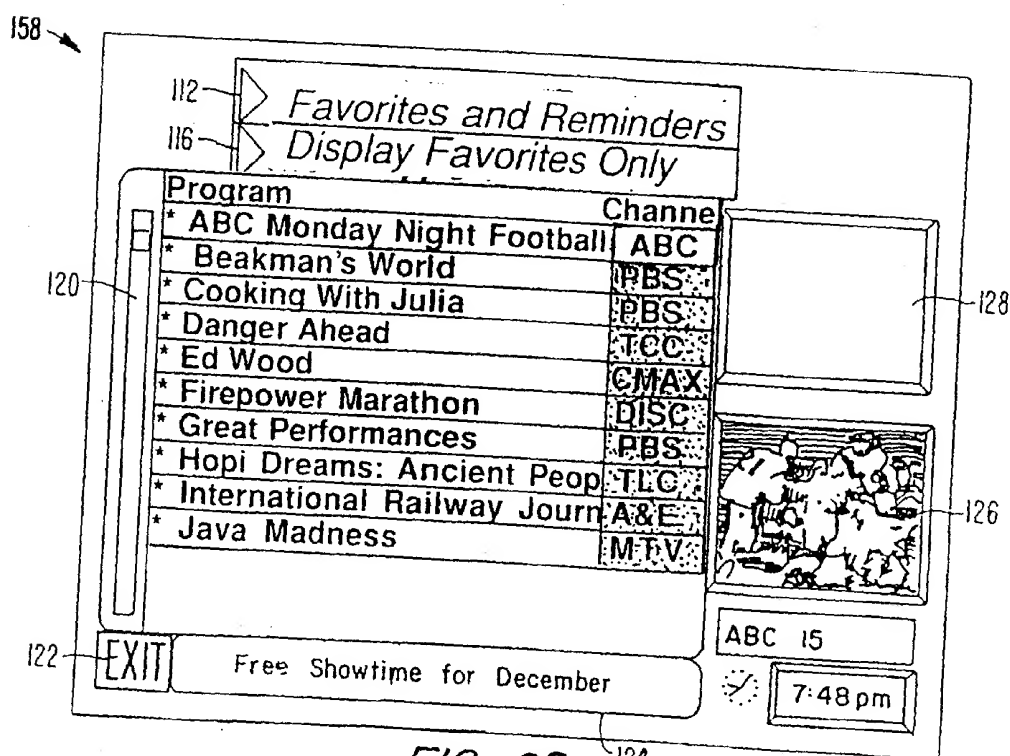 158
112
Favorites and Reminders
116
Display Favorites Only
Program Channe
* ABC Monday Night Football ABC
* Beakman's World PBS
* Cooking With Julia PBS
* Danger Ahead TCC
* Ed Wood CMAX
* Firepower Marathon DISC
* Great Performances PBS
* Hopi Dreams: Ancient Peop TLC
* International Railway Journ A&E
* Java Madness MTV
120
128
126
ABC 15
122
EXIT
Free Showtime for December
7:48 pm